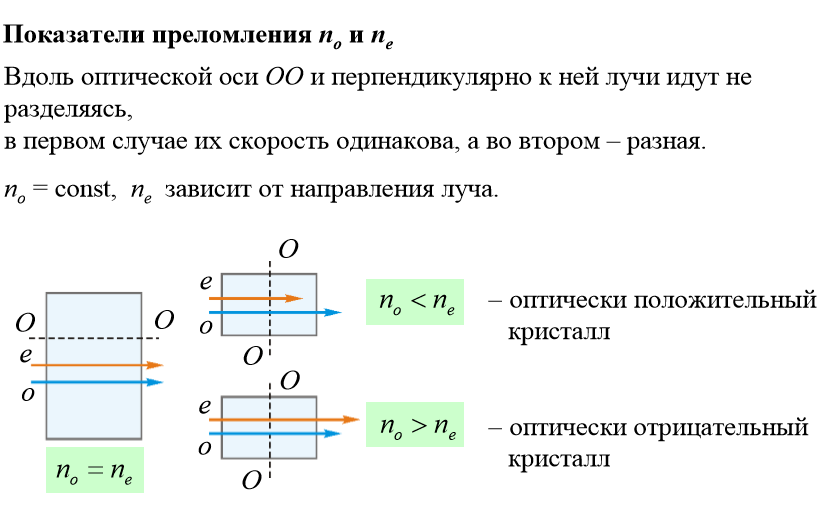 Показатели преломления nₒ и nₑ
Вдоль оптической оси OO и перпендикулярно к ней лучи идут не
разделяясь,
в первом случае их скорость одинакова, а во втором – разная.
nₒ = const, nₑ зависит от направления луча.
O
O
e
o
nₒ = nₑ
O
e
o
O
nₒ < nₑ
– оптически положительный
кристалл
O
e
o
O
nₒ > nₑ
– оптически отрицательный
кристалл